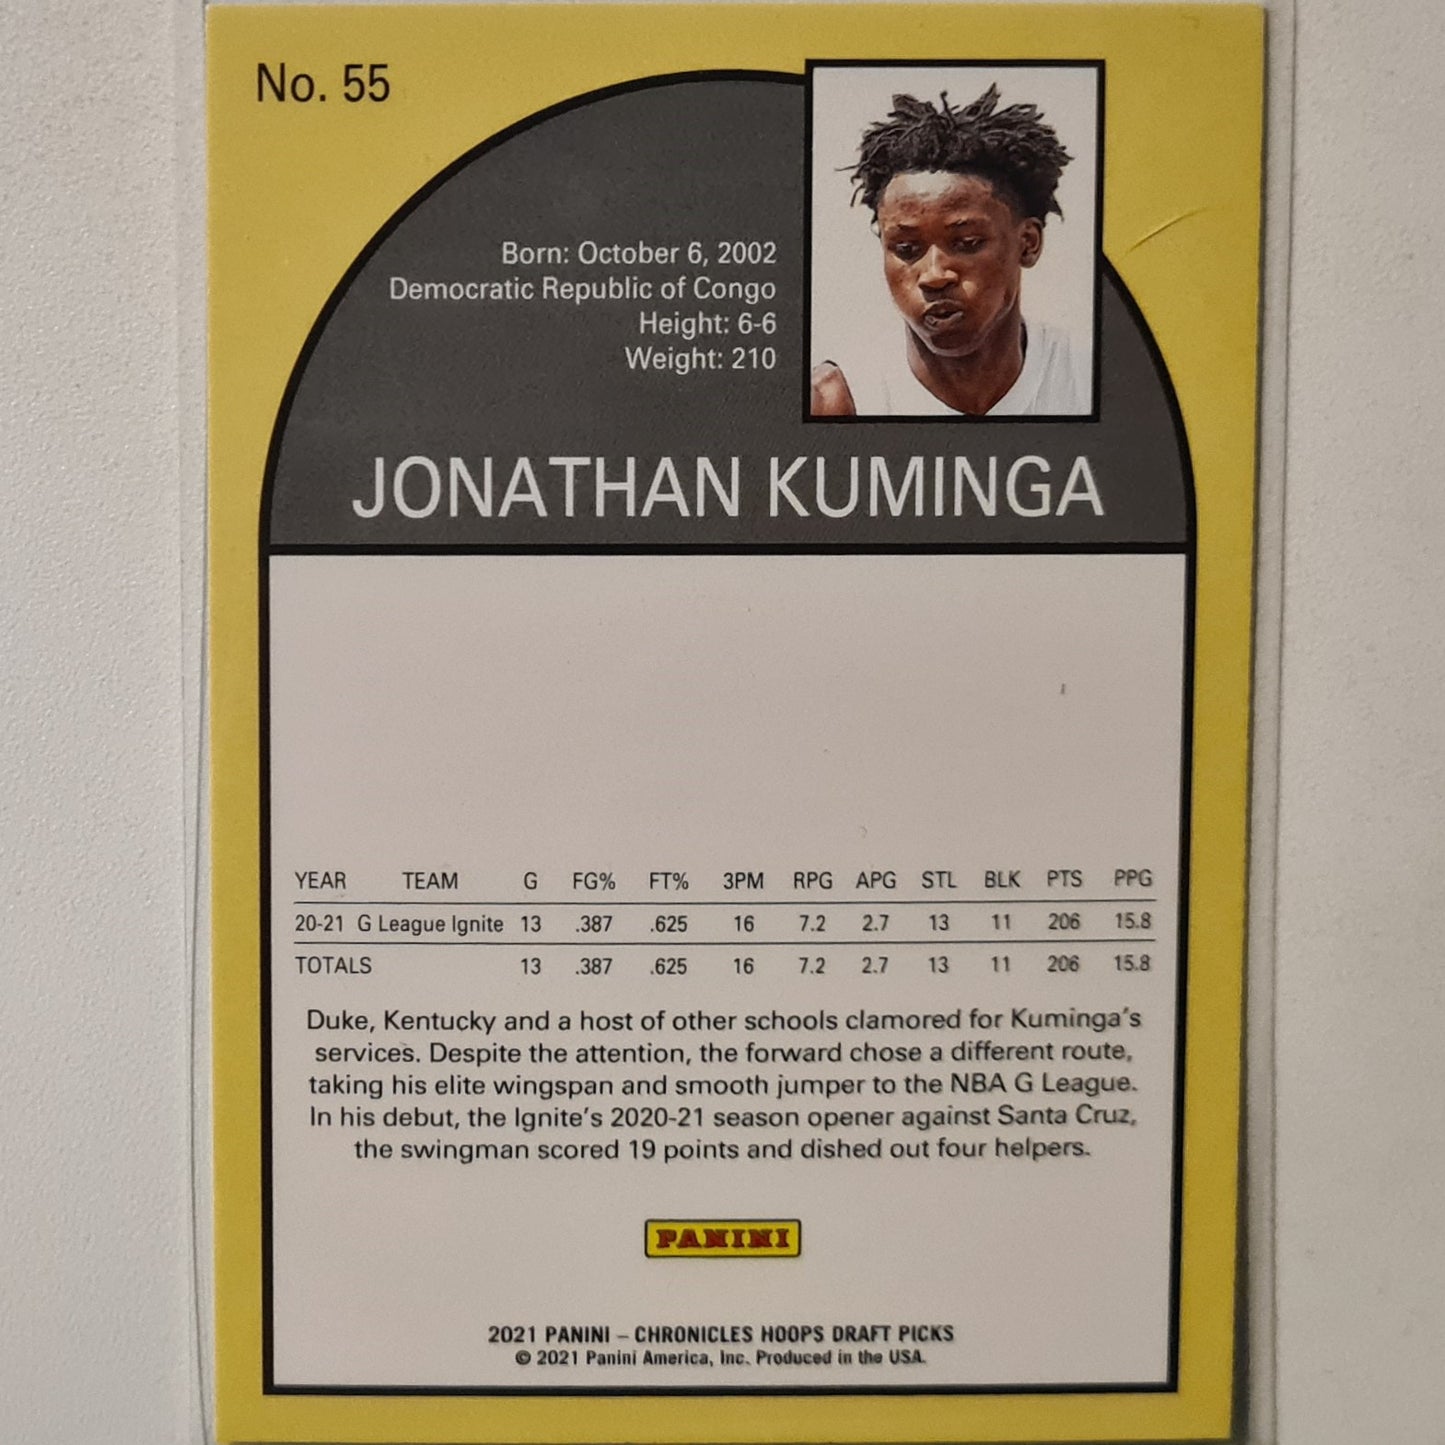 No. 55
Born: October 6, 2002
Democratic Republic of Congo
Height: 6-6
Weight: 210
JONATHAN KUMINGA
YEAR TEAM G FG% FT% 3PM RPG APG STL BLK PTS PPG
20-21 G League Ignite 13 .387 .625 16 7.2 2.7 13 11 206 15.8
TOTALS 13 .387 .625 16 7.2 2.7 13 11 206 15.8
Duke, Kentucky and a host of other schools clamored for Kuminga's
services. Despite the attention, the forward chose a different route,
taking his elite wingspan and smooth jumper to the NBA G League.
In his debut, the Ignite's 2020-21 season opener against Santa Cruz,
the swingman scored 19 points and dished out four helpers.
PANINI
2021 PANINI – CHRONICLES HOOPS DRAFT PICKS
© 2021 Panini America, Inc. Produced in the USA.